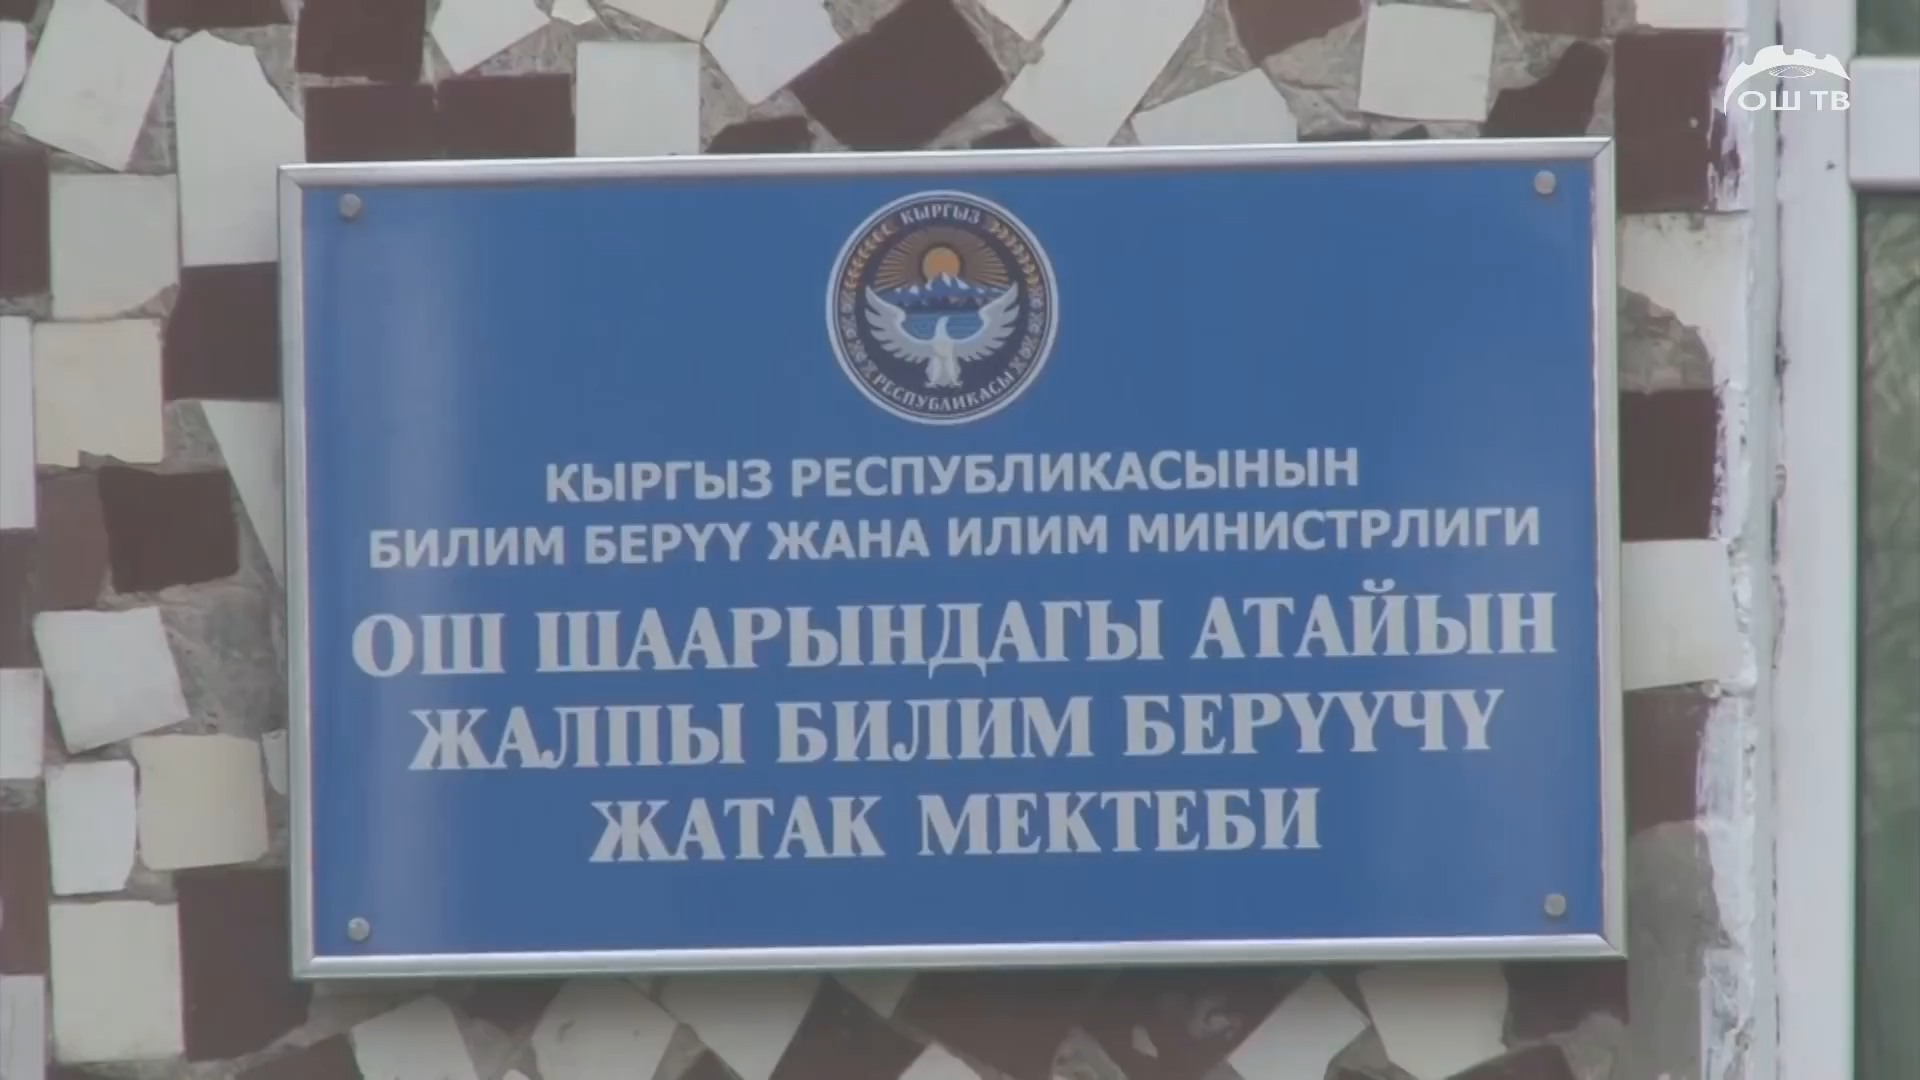 ОШ ТВ
КЫРГЫЗ
РЕСПУБЛИКАСЫ
КЫРГЫЗ РЕСПУБЛИКАСЫНЫН
БИЛИМ БЕРҮҮ ЖАНА ИЛИМ МИНИСТРЛИГИ
ОШ ШААРЫНДАГЫ АТАЙЫН
ЖАЛПЫ БИЛИМ БЕРҮҮЧҮ
ЖАТАК МЕКТЕБИ